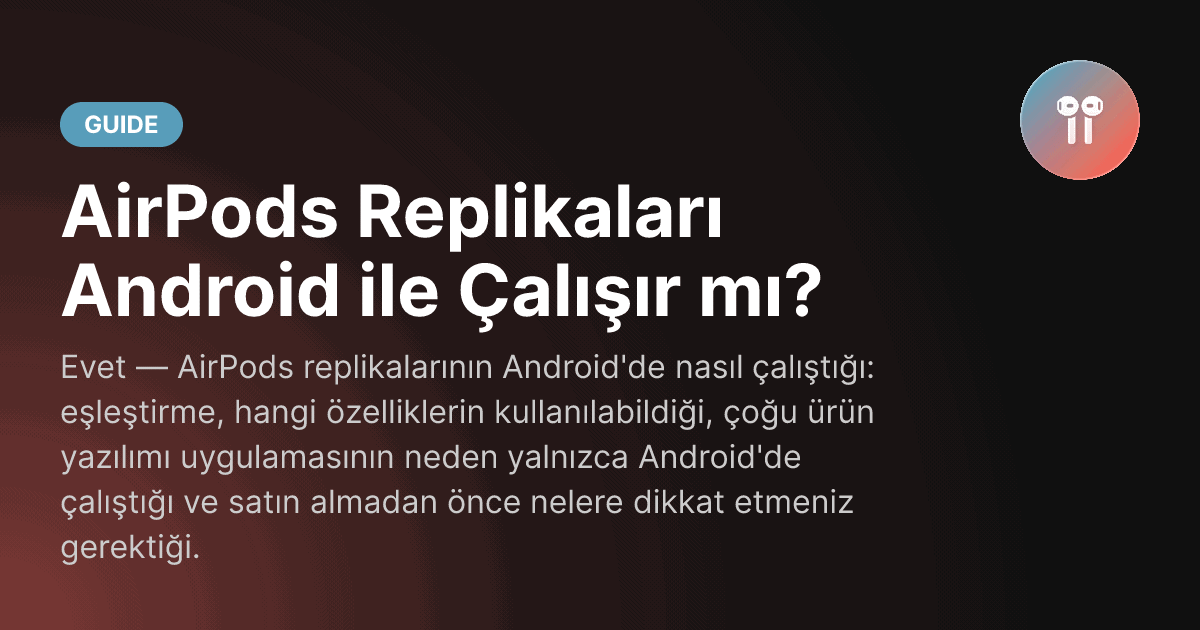 GUIDE
AirPods Replikaları
Android ile Çalışır mı?
Evet — AirPods replikalarının Android'de nasıl çalıştığı:
eşleştirme, hangi özelliklerin kullanılabildiği, çoğu ürün
yazılımı uygulamasının neden yalnızca Android'de
çalıştığı ve satın almadan önce nelere dikkat etmeniz
gerektiği.